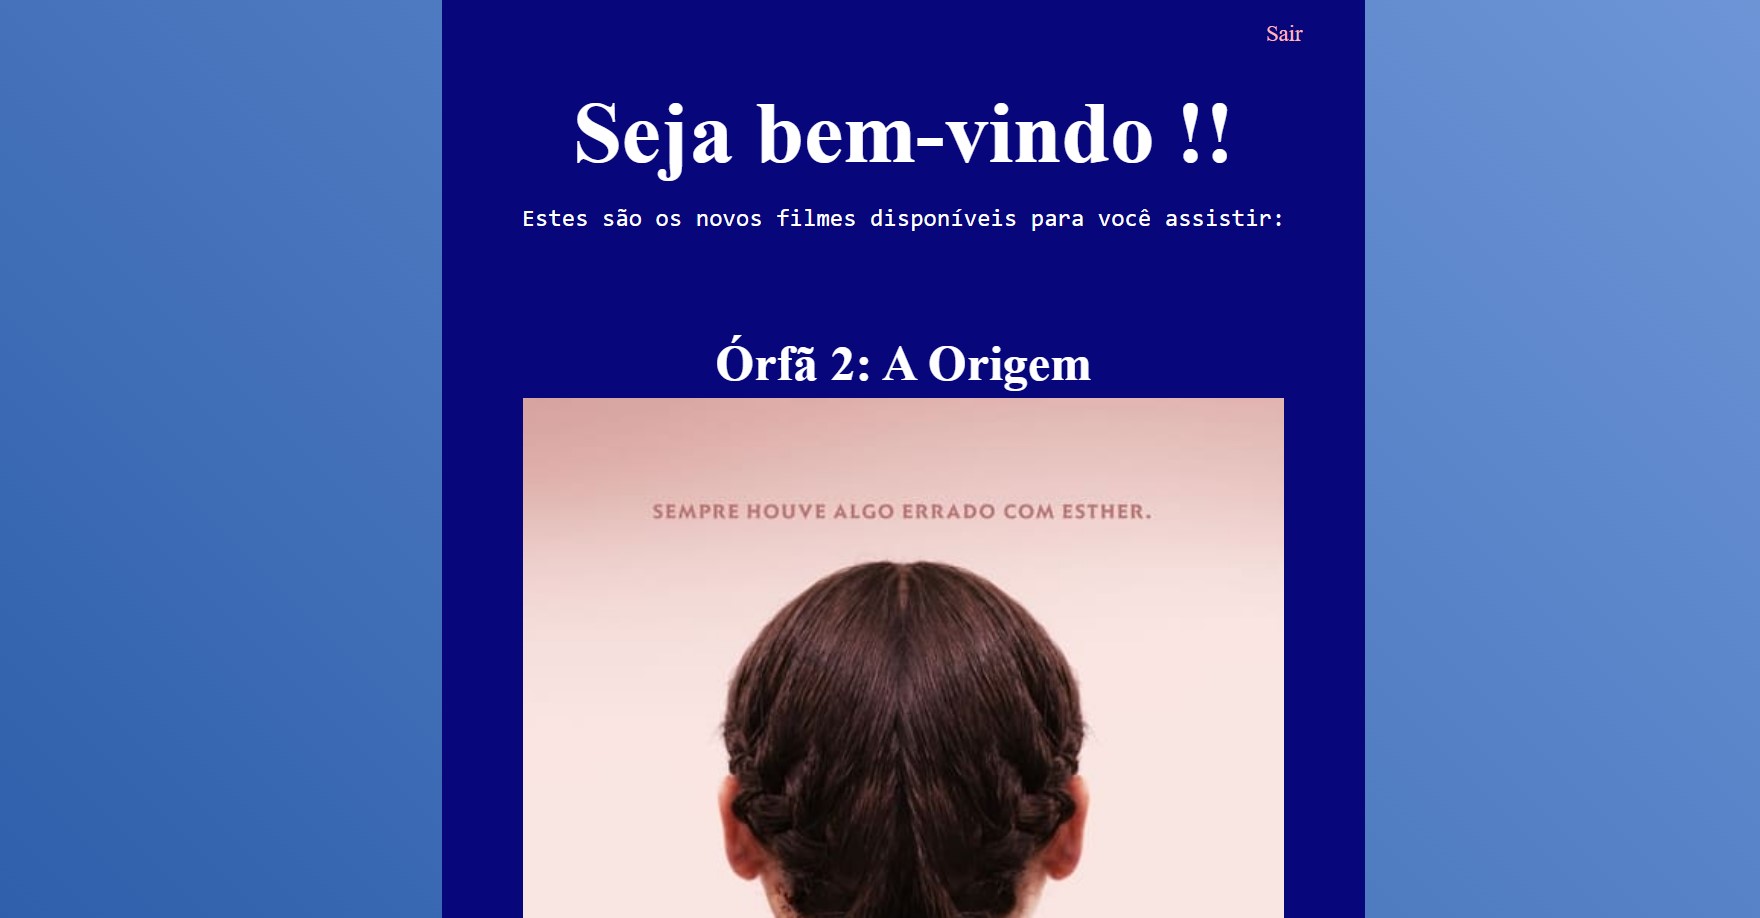 Sair
Seja bem-vindo !!
Estes são os novos filmes disponíveis para você assistir:
Órfã 2: A Origem
SEMPRE HOUVE ALGO ERRADO COM ESTHER.